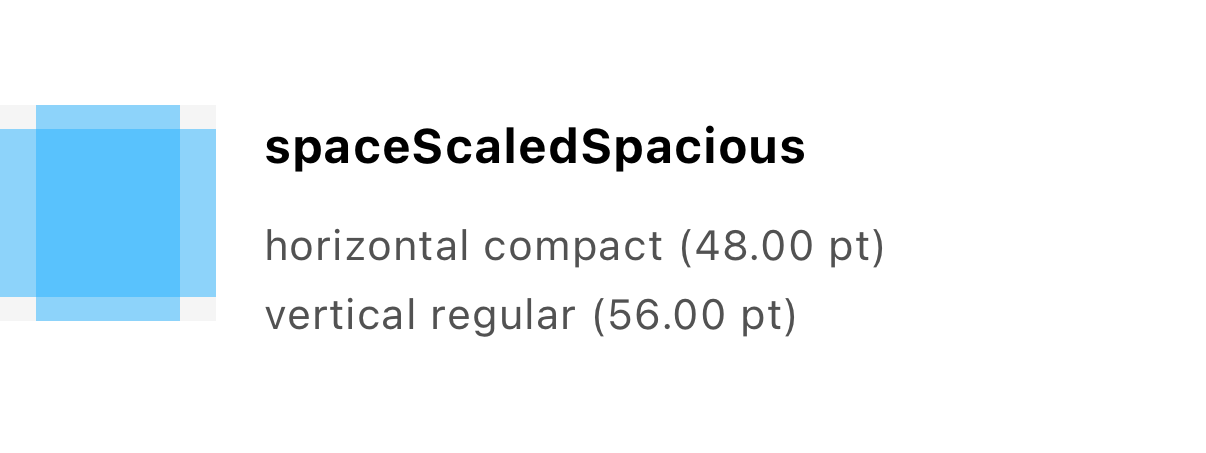 spaceScaledSpacious
horizontal compact (48.00 pt)
vertical regular (56.00 pt)